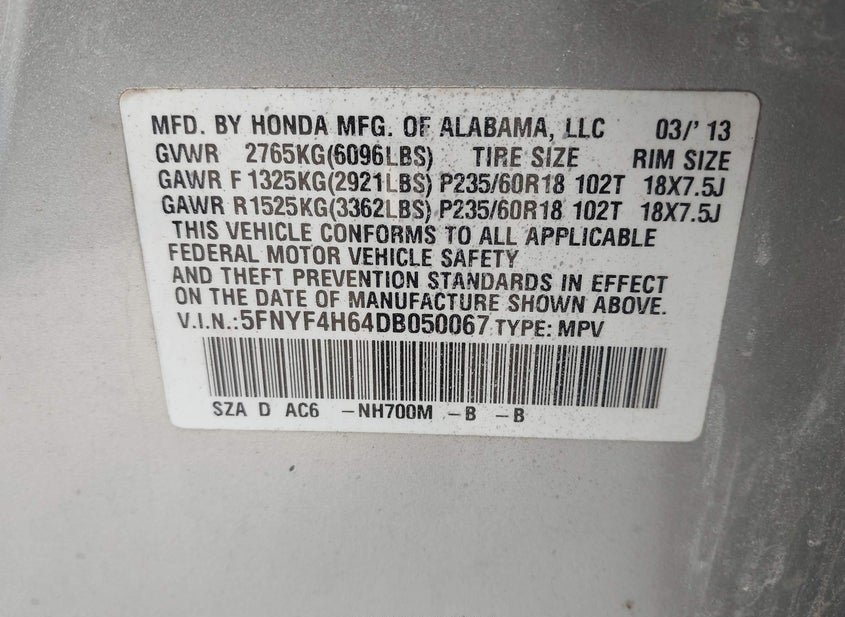 MFD. BY HONDA MFG. OF ALABAMA, LLC 03/'13
GVWR 2765KG(6096LBS) TIRE SIZE RIM SIZE
GAWR F 1325KG(2921LBS) P235/60R18 102T 18X7.5J
GAWR R1525KG(3362LBS) P235/60R18 102T 18X7.5J
THIS VEHICLE CONFORMS TO ALL APPLICABLE
FEDERAL MOTOR VEHICLE SAFETY
AND THEFT PREVENTION STANDARDS IN EFFECT
ON THE DATE OF MANUFACTURE SHOWN ABOVE.
V.I.N.:5FNYF4H64DB050067 TYPE: MPV
SZA D AC6 -NH700M -B -B